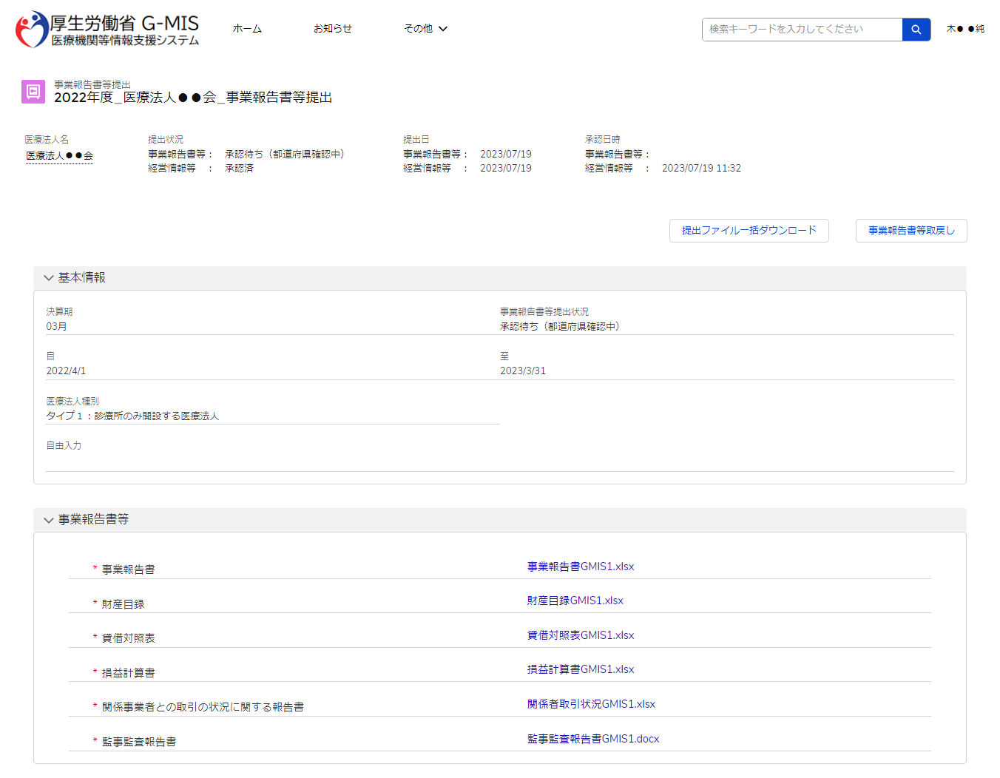 厚生労働省 G-MIS
医療機関等情報支援システム
ホーム お知らせ その他
検索キーワードを入力してください
木●●純
事業報告書等提出
2022年度_医療法人●●会_事業報告書等提出
医療法人名 提出状況 提出日 承認日時
医療法人●●会 事業報告書等： 承認待ち（都道府県確認中） 事業報告書等： 2023/07/19 事業報告書等：
経営情報等 ： 承認済 経営情報等 ： 2023/07/19 経営情報等 ： 2023/07/19 11:32
提出ファイル一括ダウンロード 事業報告書等取戻し
基本情報
決算期 事業報告書等提出状況
03月 承認待ち（都道府県確認中）
自 至
2022/4/1 2023/3/31
医療法人種別
タイプ１：診療所のみ開設する医療法人
自由入力
事業報告書等
* 事業報告書 事業報告書GMIS1.xlsx
* 財産目録 財産目録GMIS1.xlsx
* 貸借対照表 貸借対照表GMIS1.xlsx
* 損益計算書 損益計算書GMIS1.xlsx
* 関係事業者との取引の状況に関する報告書 関係者取引状況GMIS1.xlsx
* 監事監査報告書 監事監査報告書GMIS1.docx